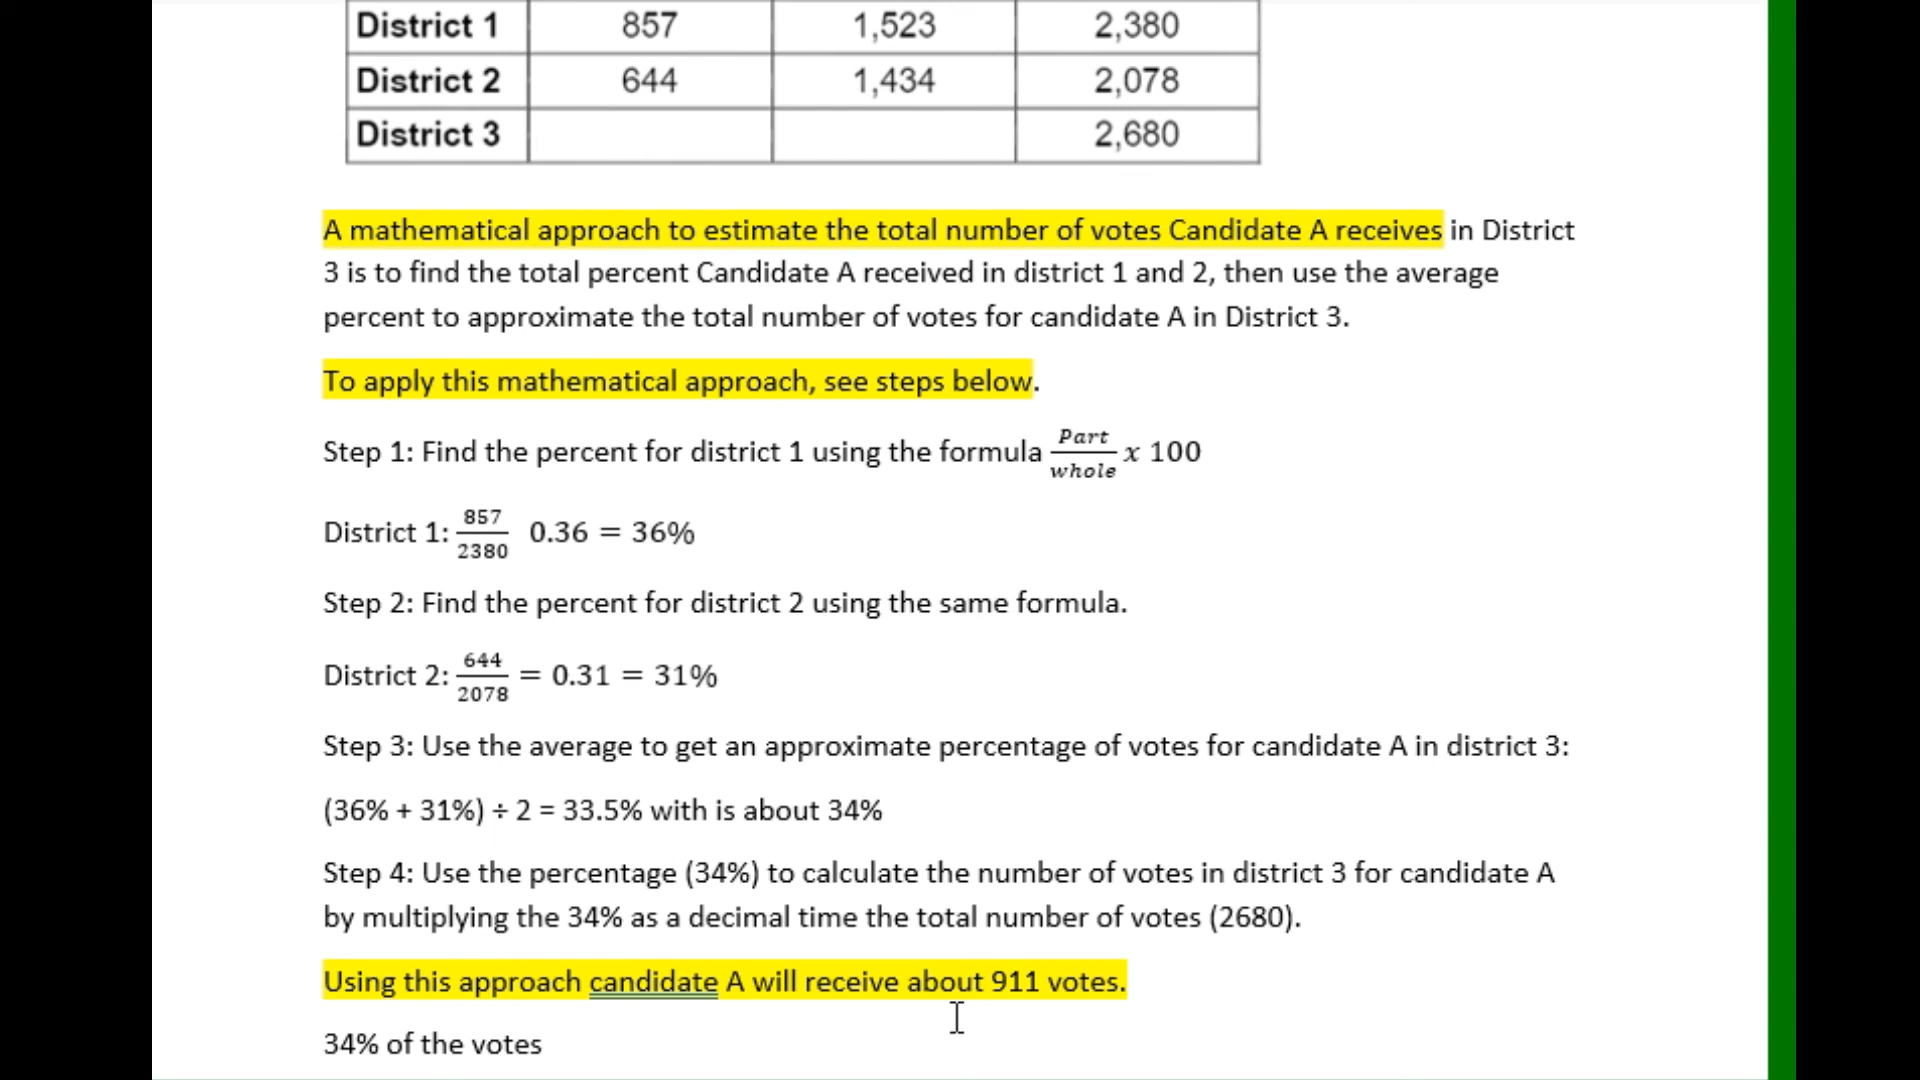 District 1 857 1,523 2,380
District 2 644 1,434 2,078
District 3 2,680
A mathematical approach to estimate the total number of votes Candidate A receives in District
3 is to find the total percent Candidate A received in district 1 and 2, then use the average
percent to approximate the total number of votes for candidate A in District 3.
To apply this mathematical approach, see steps below.
Step 1: Find the percent for district 1 using the formula Part/whole x 100
District 1: 857/2380 0.36 = 36%
Step 2: Find the percent for district 2 using the same formula.
District 2: 644/2078 = 0.31 = 31%
Step 3: Use the average to get an approximate percentage of votes for candidate A in district 3:
(36% + 31%) ÷ 2 = 33.5% with is about 34%
Step 4: Use the percentage (34%) to calculate the number of votes in district 3 for candidate A
by multiplying the 34% as a decimal time the total number of votes (2680).
Using this approach candidate A will receive about 911 votes.
34% of the votes